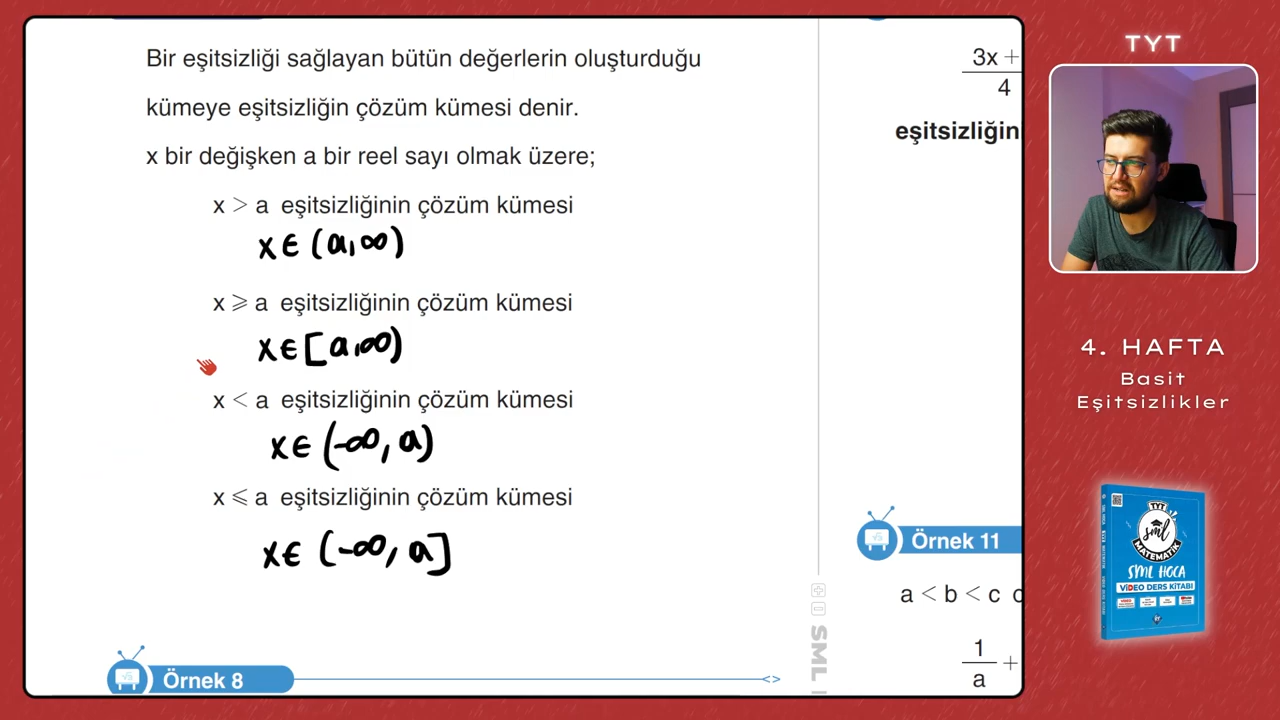 Bir eşitsizliği sağlayan bütün değerlerin oluşturduğu
kümeye eşitsizliğin çözüm kümesi denir.
x bir değişken a bir reel sayı olmak üzere;
x > a eşitsizliğinin çözüm kümesi
x ∈ (a, ∞)
x ⩾ a eşitsizliğinin çözüm kümesi
x ∈ [a, ∞)
x < a eşitsizliğinin çözüm kümesi
x ∈ (-∞, a)
x ⩽ a eşitsizliğinin çözüm kümesi
x ∈ (-∞, a]
Örnek 8
3x +
4
eşitsizliğin
Örnek 11
a < b < c
1
a
+
SML
TYT
4. HAFTA
Basit
Eşitsizlikler
TYT
sml
MATEMATİK
SML HOCA
VİDEO DERS KİTABI